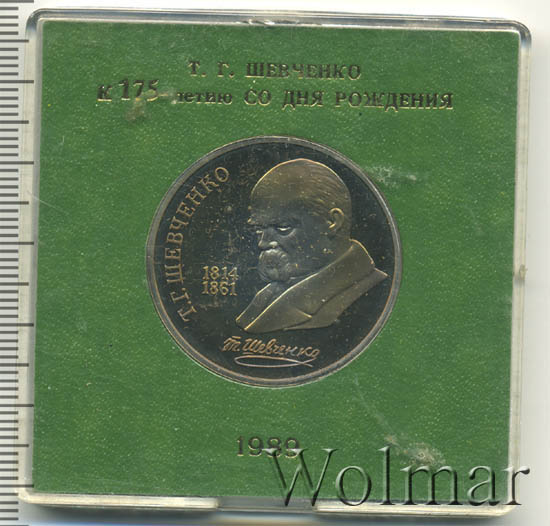 Т. Г. ШЕВЧЕНКО
К 175-летию СО ДНЯ РОЖДЕНИЯ
Т.Г. ШЕВЧЕНКО
1814
1861
Т. Шевченко
1989
Wolmar